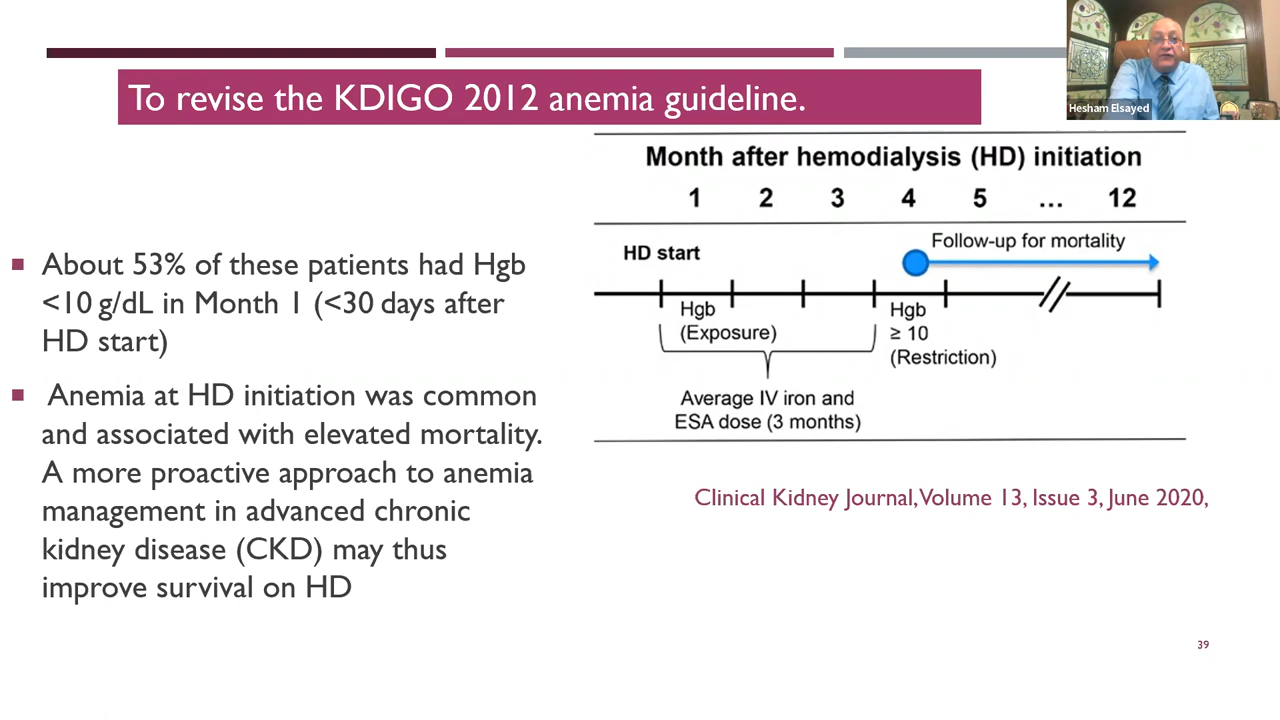 Hesham Elsayed
To revise the KDIGO 2012 anemia guideline.
About 53% of these patients had Hgb
<10 g/dL in Month 1 (<30 days after
HD start)
Anemia at HD initiation was common
and associated with elevated mortality.
A more proactive approach to anemia
management in advanced chronic
kidney disease (CKD) may thus
improve survival on HD
Month after hemodialysis (HD) initiation
1 2 3 4 5 ... 12
HD start
Follow-up for mortality
Hgb
(Exposure)
Hgb
≥ 10
(Restriction)
Average IV iron and
ESA dose (3 months)
Clinical Kidney Journal, Volume 13, Issue 3, June 2020,
39